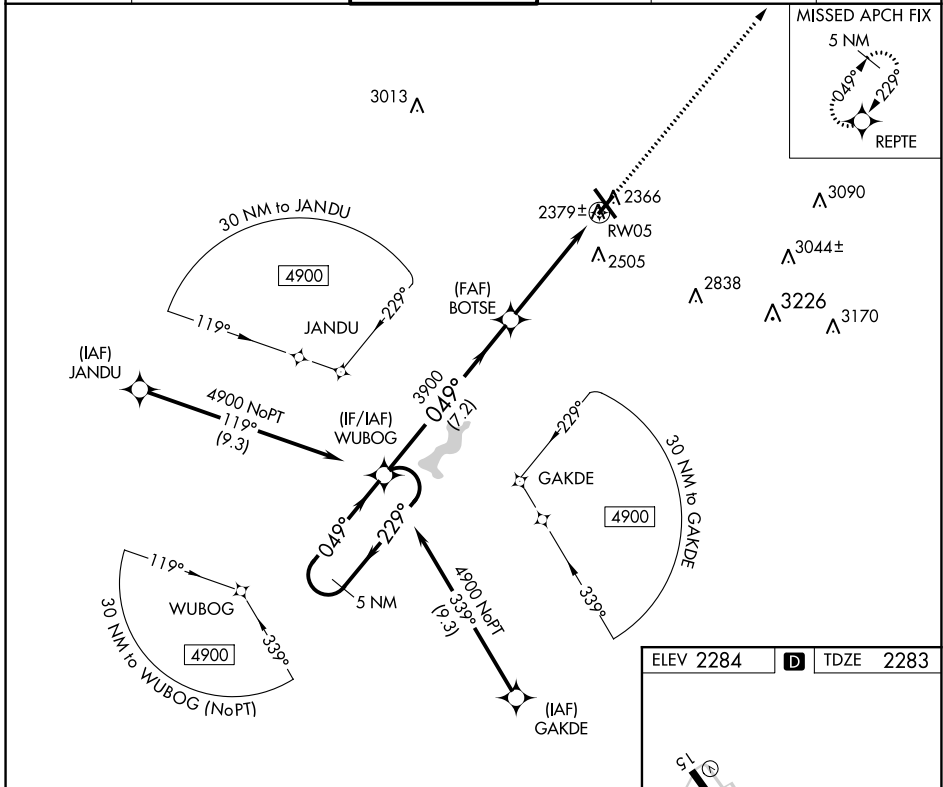 MISSED APCH FIX
5 NM
049°
229°
REPTE
3013
2366
2379±
RW05
2505
3090
3044±
2838
3226
3170
30 NM to JANDU
4900
119°
229°
JANDU
(FAF)
BOTSE
(IAF)
JANDU
4900 NoPT
119°
(9.3)
3900
049°
(7.2)
(IF/IAF)
WUBOG
229°
GAKDE
30 NM to GAKDE
4900
339°
049°
229°
5 NM
4900 NoPT
339°
(9.3)
119°
WUBOG
339°
4900
30 NM to WUBOG (NoPT)
(IAF)
GAKDE
ELEV 2284
D
TDZE 2283
15
V